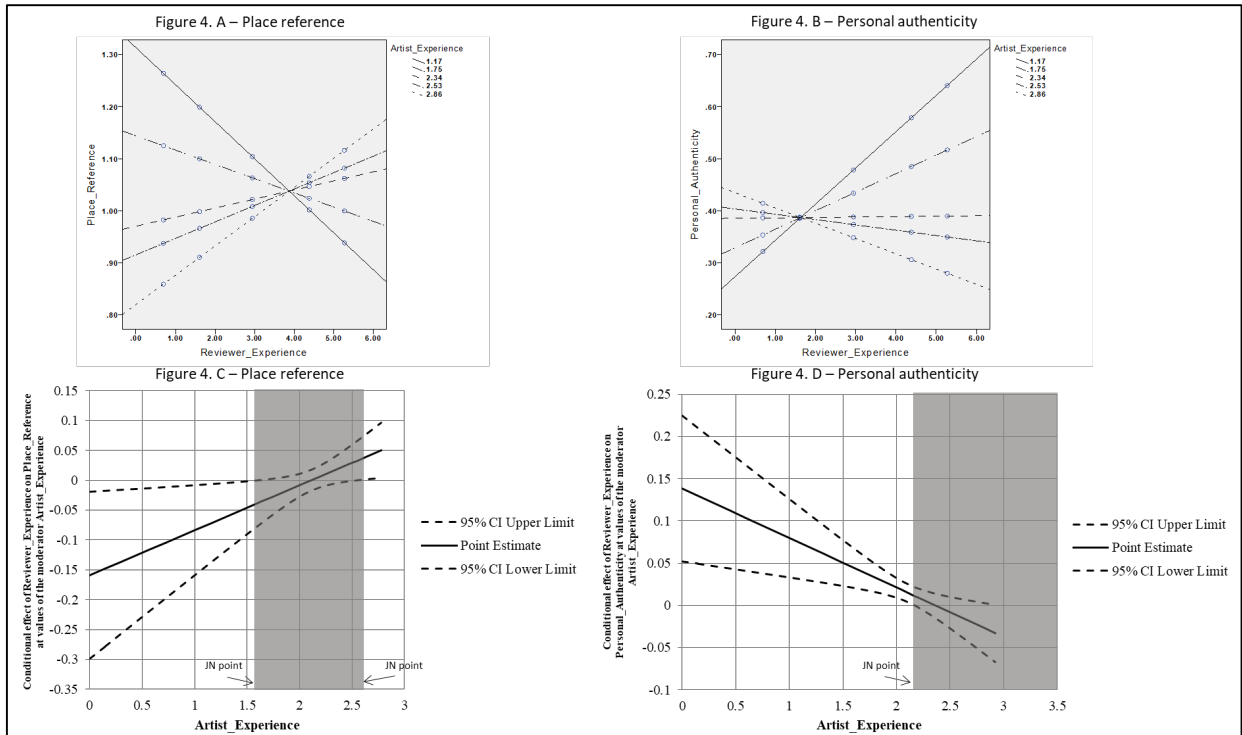 Figure 4. A – Place reference
1.30
1.20
1.10
1.00
.90
.80
Place_Reference
.00
1.00
2.00
3.00
4.00
5.00
6.00
Reviewer_Experience
Artist_Experience
1.17
1.75
2.34
2.53
2.86
Figure 4. B – Personal authenticity
.70
.60
.50
.40
.30
.20
Personal_Authenticity
.00
1.00
2.00
3.00
4.00
5.00
6.00
Reviewer_Experience
Artist_Experience
1.17
1.75
2.34
2.53
2.86
Figure 4. C – Place reference
Conditional effect of Reviewer_Experience on Place_Reference
at values of the moderator Artist_Experience
0.15
0.1
0.05
0
-0.05
-0.1
-0.15
-0.2
-0.25
-0.3
-0.35
JN point
JN point
0
0.5
1
1.5
2
2.5
3
Artist_Experience
95% CI Upper Limit
Point Estimate
95% CI Lower Limit
Figure 4. D – Personal authenticity
Conditional effect of Reviewer_Experience on
Personal_Authenticity at values of the moderator
Artist_Experience
0.25
0.2
0.15
0.1
0.05
0
-0.05
-0.1
JN point
0
0.5
1
1.5
2
2.5
3
3.5
Artist_Experience
95% CI Upper Limit
Point Estimate
95% CI Lower Limit